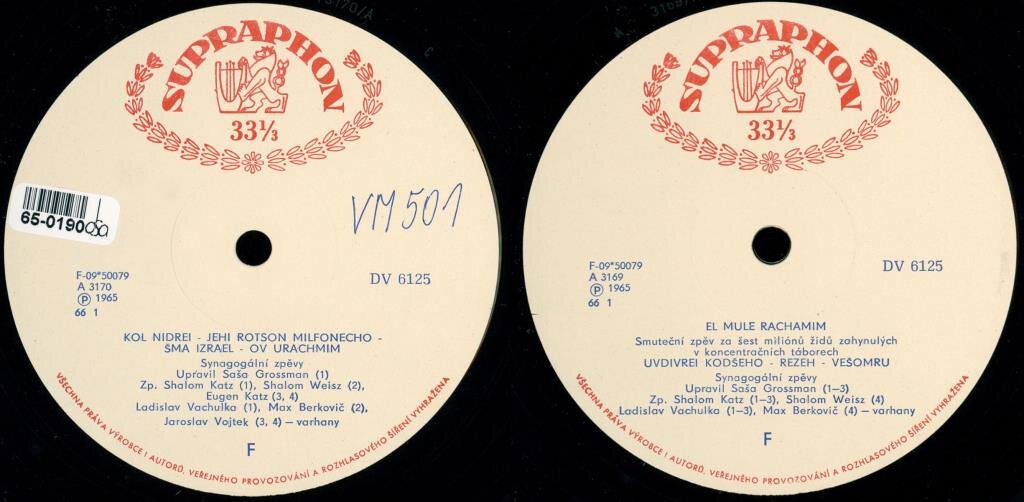 3170/A
SUPRAPHON
33⅓
65-0190
VM 501
F-09*50079
A 3170
Ⓟ 1965
66 1
DV 6125
KOL NIDREI - JEHI ROTSON MILFONECHO -
ŠMA IZRAEL - OV URACHMIM
Synagogální zpěvy
Upravil Saša Grossman (1)
Zp. Shalom Katz (1), Shalom Weisz (2),
Eugen Katz (3, 4)
Ladislav Vachulka (1), Max Berkovič (2),
Jaroslav Vojtek (3, 4) – varhany
F
VŠECHNA PRÁVA VÝROBCE I AUTORŮ, VEŘEJNÉHO PROVOZOVÁNÍ A ROZHLASOVÉHO ŠÍŘENÍ VYHRAŽENA
3169/
SUPRAPHON
33⅓
F-09*50079
A 3169
Ⓟ 1965
66 1
DV 6125
EL MULE RACHAMIM
Smuteční zpěv za šest miliónů židů zahynulých
v koncentračních táborech
UVDIVREI KODŠEHO - REZEH - VEŠOMRU
Synagogální zpěvy
Upravil Saša Grossman (1–3)
Zp. Shalom Katz (1–3), Shalom Weisz (4)
Ladislav Vachulka (1–3), Max Berkovič (4) – varhany
F
VŠECHNA PRÁVA VÝROBCE I AUTORŮ, VEŘEJNÉHO PROVOZOVÁNÍ A ROZHLASOVÉHO ŠÍŘENÍ VYHRAŽENA